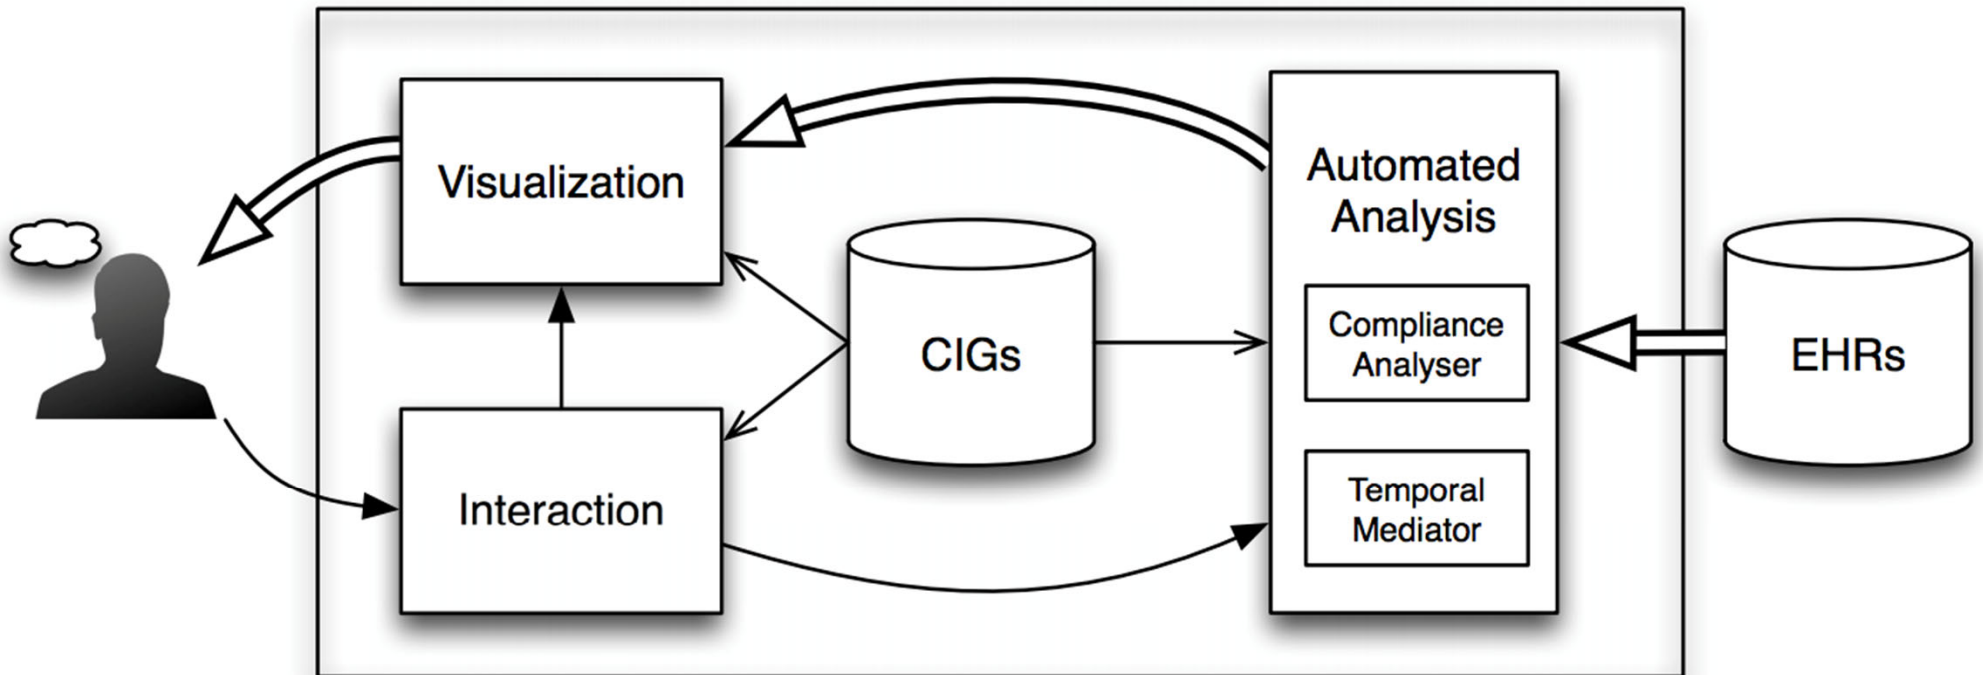 Visualization
Interaction
CIGs
Automated
Analysis
Compliance
Analyser
Temporal
Mediator
EHRs